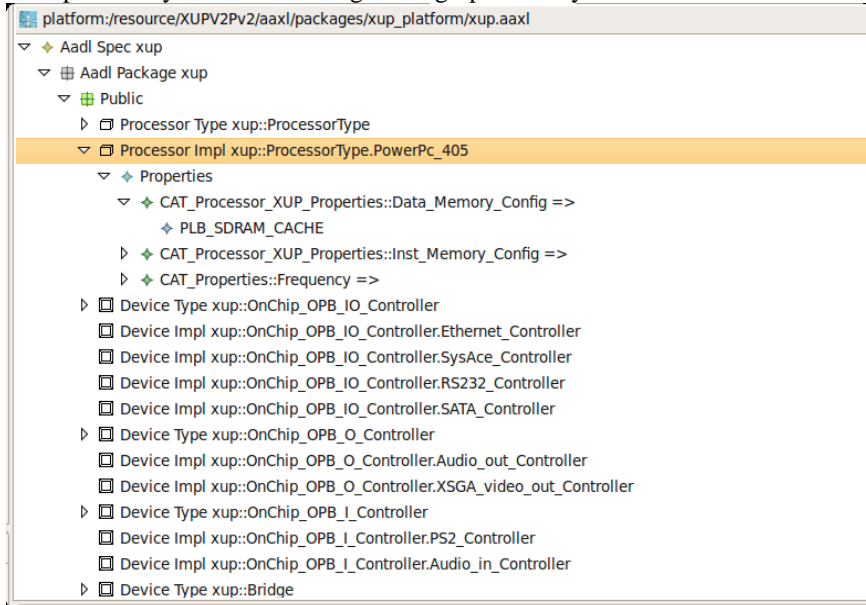 platform:/resource/XUPV2Pv2/aaxl/packages/xup_platform/xup.aaxl
Aadl Spec xup
Aadl Package xup
Public
Processor Type xup::ProcessorType
Processor Impl xup::ProcessorType.PowerPc_405
Properties
CAT_Processor_XUP_Properties::Data_Memory_Config =>
PLB_SDRAM_CACHE
CAT_Processor_XUP_Properties::Inst_Memory_Config =>
CAT_Properties::Frequency =>
Device Type xup::OnChip_OPB_IO_Controller
Device Impl xup::OnChip_OPB_IO_Controller.Ethernet_Controller
Device Impl xup::OnChip_OPB_IO_Controller.SysAce_Controller
Device Impl xup::OnChip_OPB_IO_Controller.RS232_Controller
Device Impl xup::OnChip_OPB_IO_Controller.SATA_Controller
Device Type xup::OnChip_OPB_O_Controller
Device Impl xup::OnChip_OPB_O_Controller.Audio_out_Controller
Device Impl xup::OnChip_OPB_O_Controller.XSGA_video_out_Controller
Device Type xup::OnChip_OPB_I_Controller
Device Impl xup::OnChip_OPB_I_Controller.PS2_Controller
Device Impl xup::OnChip_OPB_I_Controller.Audio_in_Controller
Device Type xup::Bridge